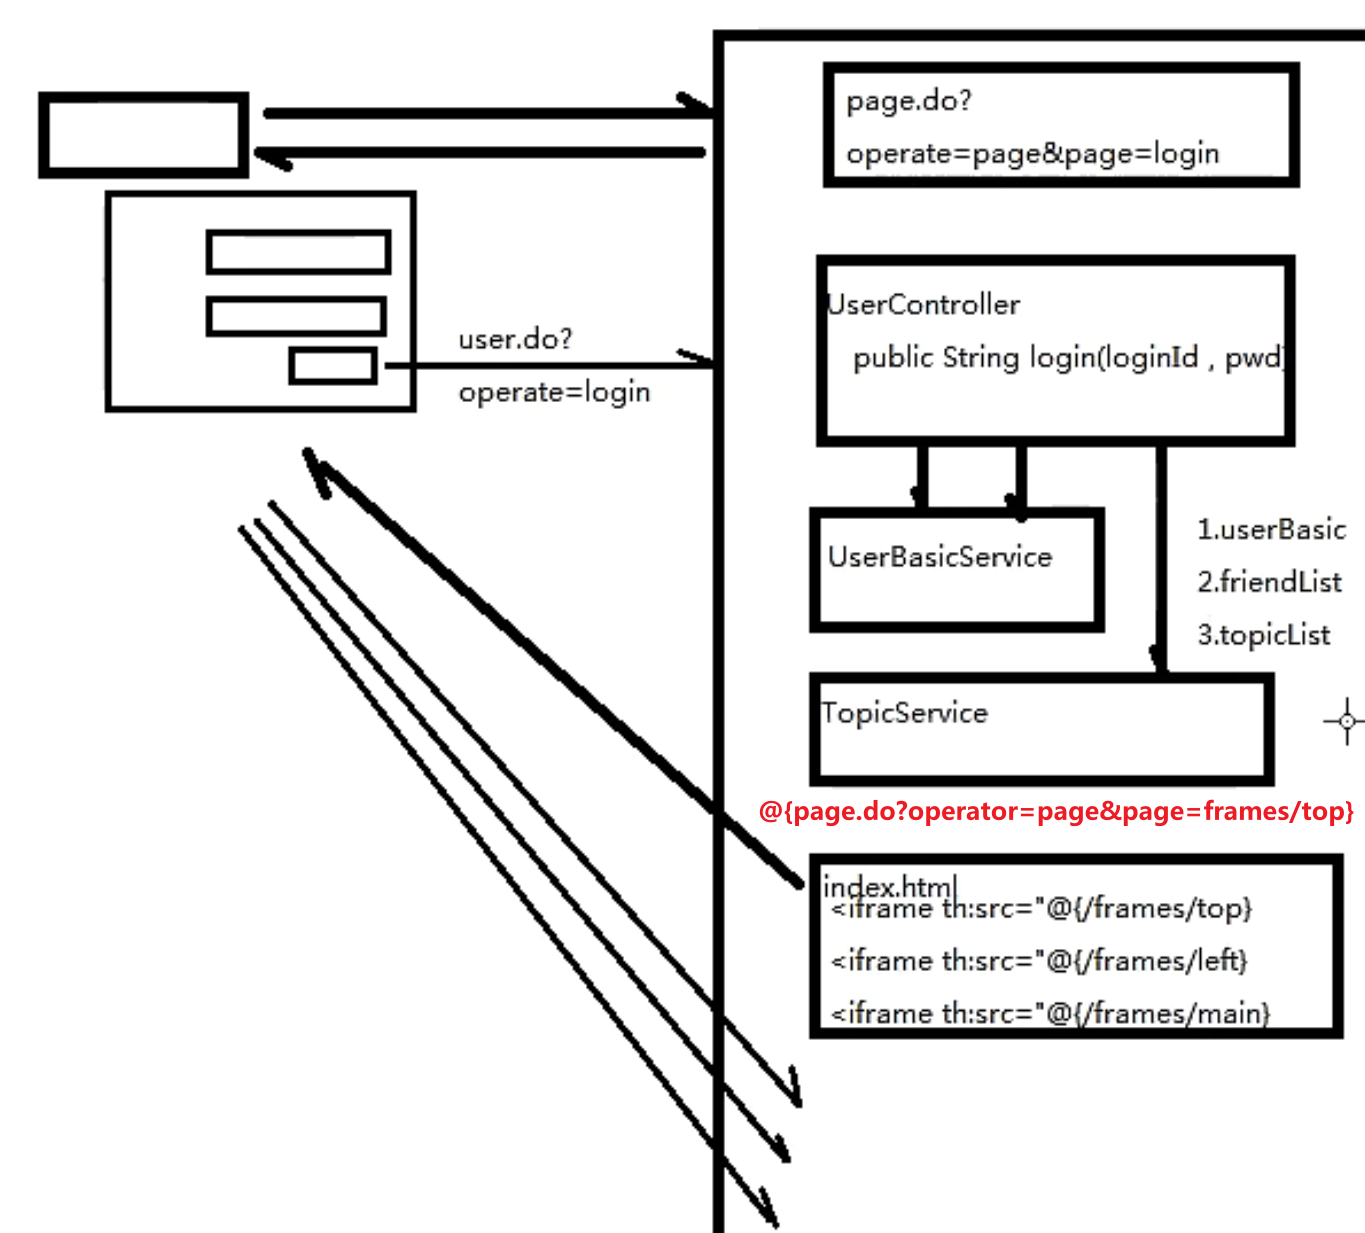 page.do?
operate=page&page=login
UserController
public String login(loginId , pwd)
user.do?
operate=login
UserBasicService
1.userBasic
2.friendList
3.topicList
TopicService
@{page.do?operator=page&page=frames/top}
index.html
<iframe th:src="@{/frames/top}
<iframe th:src="@{/frames/left}
<iframe th:src="@{/frames/main}